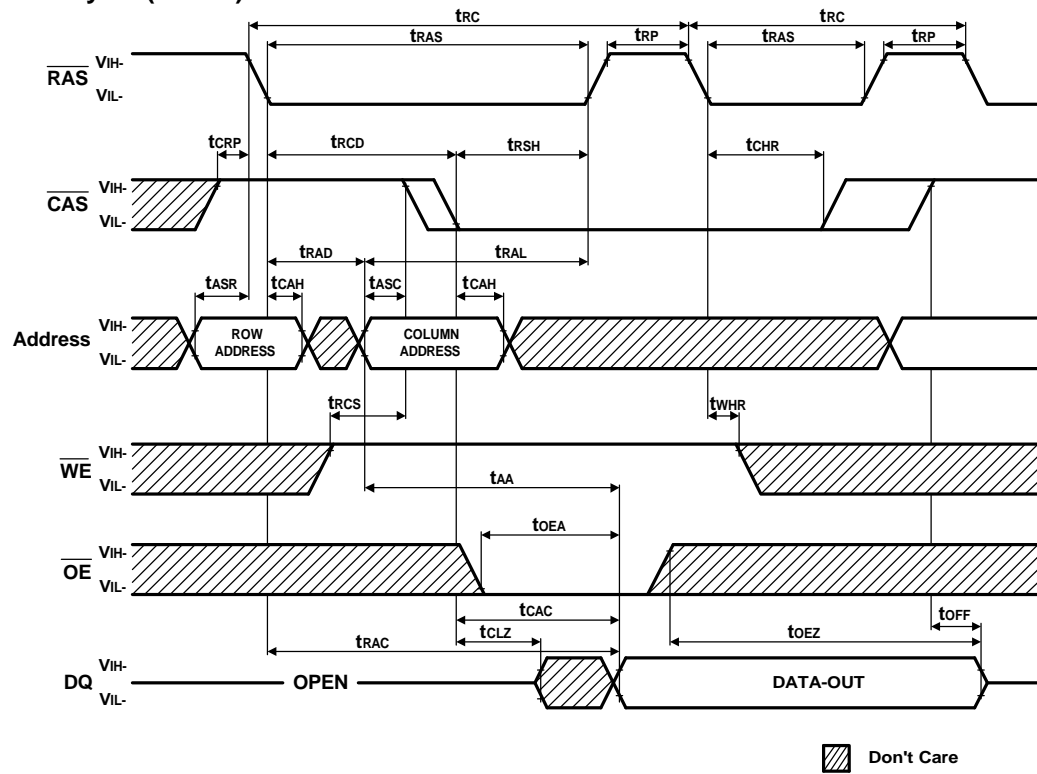 tRC tRC
tRAS tRP tRAS tRP
RAS VIH-
VIL-
tCRP tRCD tRSH tCHR
CAS VIH-
VIL-
tRAD tRAL
tASR tCAH tASC tCAH
Address VIH-
VIL-
ROW ADDRESS
COLUMN ADDRESS
tRCS tWHR
WE VIH-
VIL-
tAA
tOEA
OE VIH-
VIL-
tCAC
tCLZ tOEZ tOFF
tRAC
DQ VIH-
VIL-
OPEN DATA-OUT
Don't Care